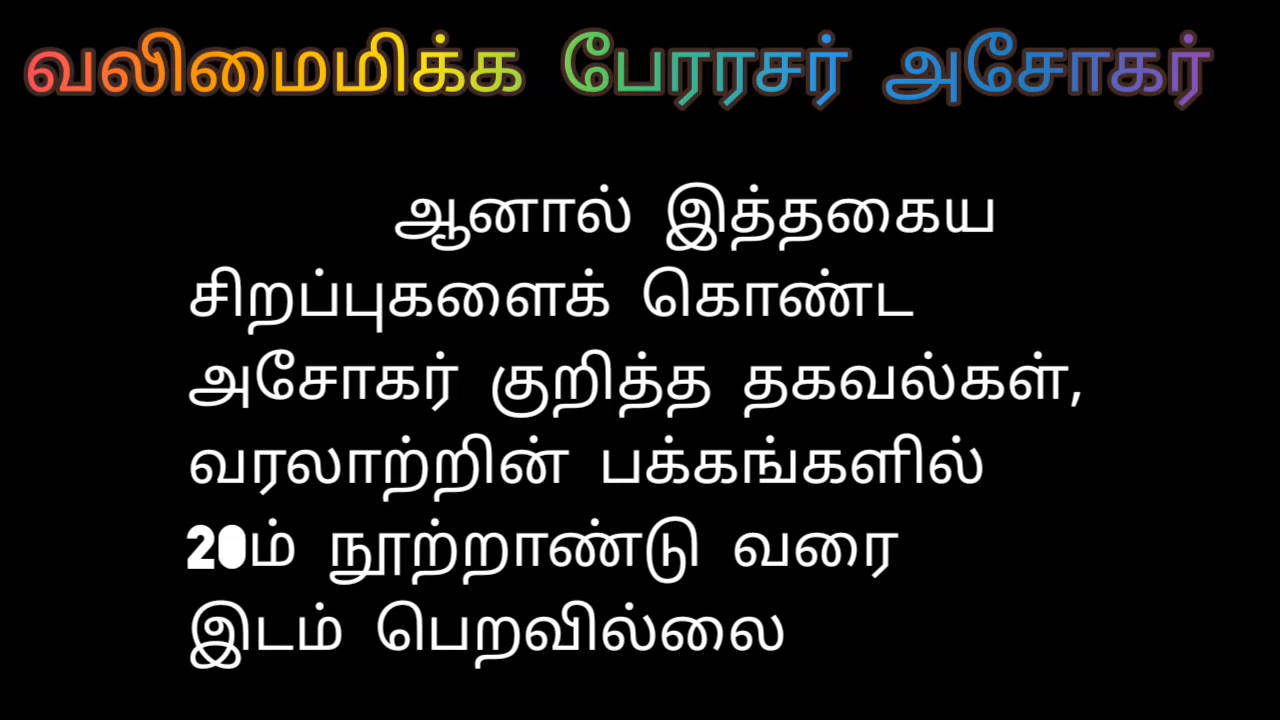 வலிமைமிக்க பேரரசர் அசோகர்
ஆனால் இத்தகைய
சிறப்புகளைக் கொண்ட
அசோகர் குறித்த தகவல்கள்,
வரலாற்றின் பக்கங்களில்
20ம் நூற்றாண்டு வரை
இடம் பெறவில்லை